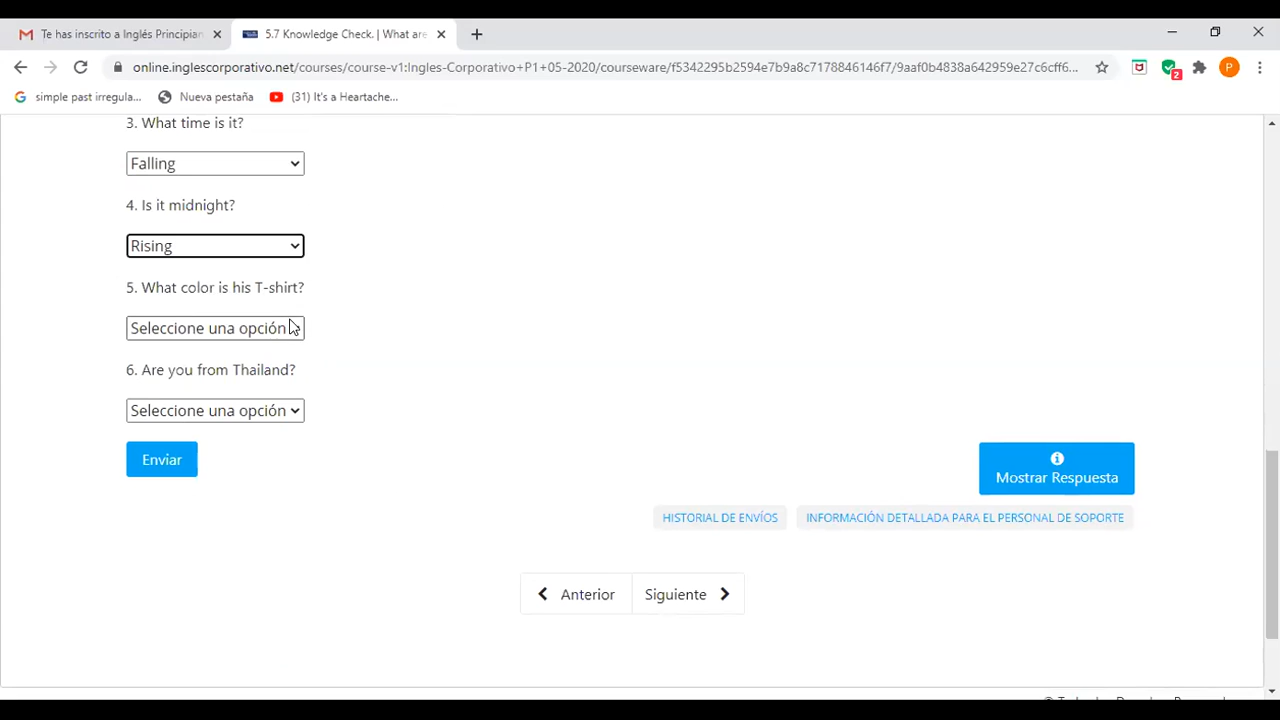 Te has inscrito a Inglés Principian
5.7 Knowledge Check. | What are
online.inglescorporativo.net/courses/course-v1:Ingles-Corporativo+P1+05-2020/courseware/f5342295b2594e7b9a8c7178846146f7/9aaf0b4838a642959e27c6cff6...
2
P
simple past irregula...
Nueva pestaña
(31) It's a Heartache...
3. What time is it?
Falling
4. Is it midnight?
Rising
5. What color is his T-shirt?
Seleccione una opción
6. Are you from Thailand?
Seleccione una opción
Enviar
Mostrar Respuesta
HISTORIAL DE ENVÍOS
INFORMACIÓN DETALLADA PARA EL PERSONAL DE SOPORTE
Anterior
Siguiente